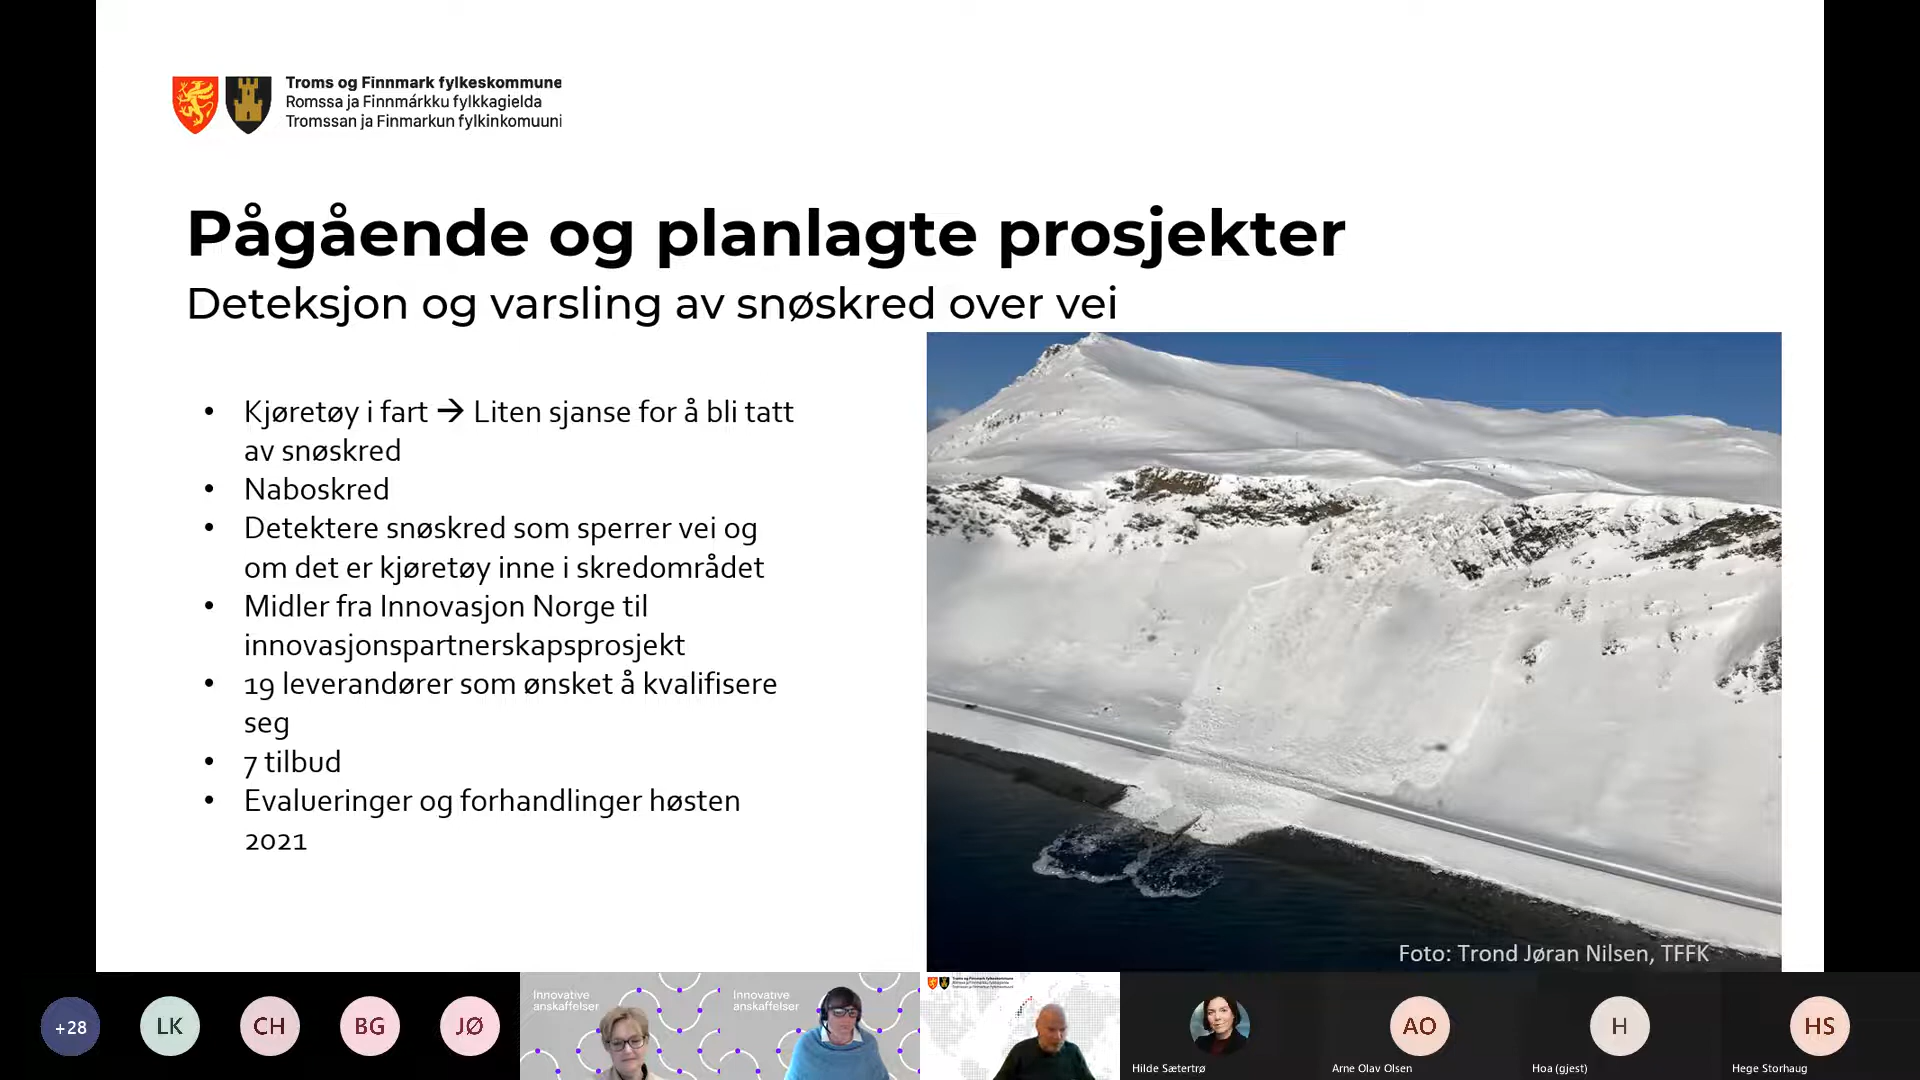 Troms og Finnmark fylkeskommune
Romssa ja Finnmárkku fylkkagielda
Tromssan ja Finmarkun fylkinkomuuni
Pågående og planlagte prosjekter
Deteksjon og varsling av snøskred over vei
• Kjøretøy i fart → Liten sjanse for å bli tatt
av snøskred
• Naboskred
• Detektere snøskred som sperrer vei og
om det er kjøretøy inne i skredområdet
• Midler fra Innovasjon Norge til
innovasjonspartnerskapsprosjekt
• 19 leverandører som ønsket å kvalifisere
seg
• 7 tilbud
• Evalueringer og forhandlinger høsten
2021
Foto: Trond Jøran Nilsen, TFFK
+28
LK
CH
BG
JØ
Innovative
anskaffelser
Innovative
anskaffelser
Hilde Sætertrø
AO
Arne Olav Olsen
H
Hoa (gjest)
HS
Hege Storhaug